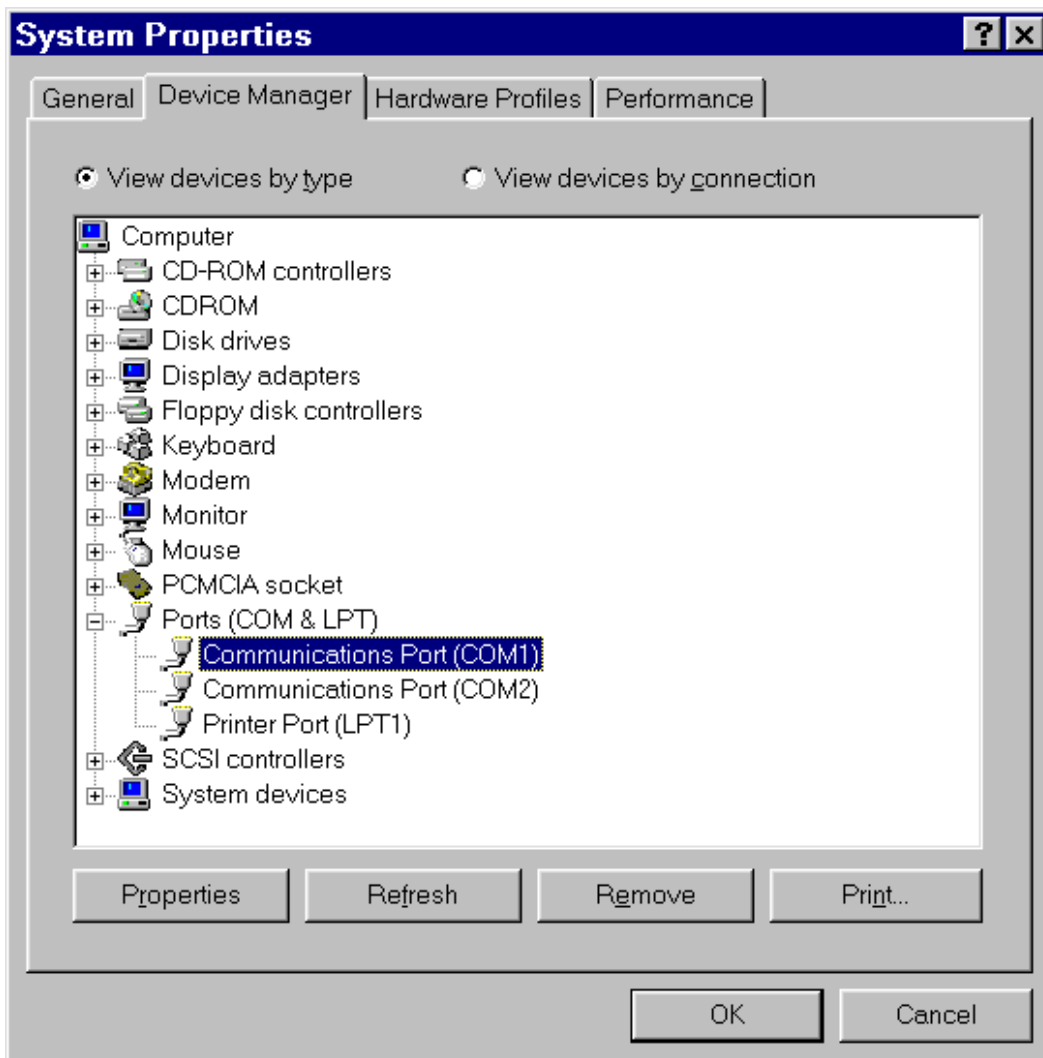 System Properties
General Device Manager Hardware Profiles Performance
View devices by type View devices by connection
Computer
CD-ROM controllers
CDROM
Disk drives
Display adapters
Floppy disk controllers
Keyboard
Modem
Monitor
Mouse
PCMCIA socket
Ports (COM & LPT)
Communications Port (COM1)
Communications Port (COM2)
Printer Port (LPT1)
SCSI controllers
System devices
Properties Refresh Remove Print...
OK Cancel